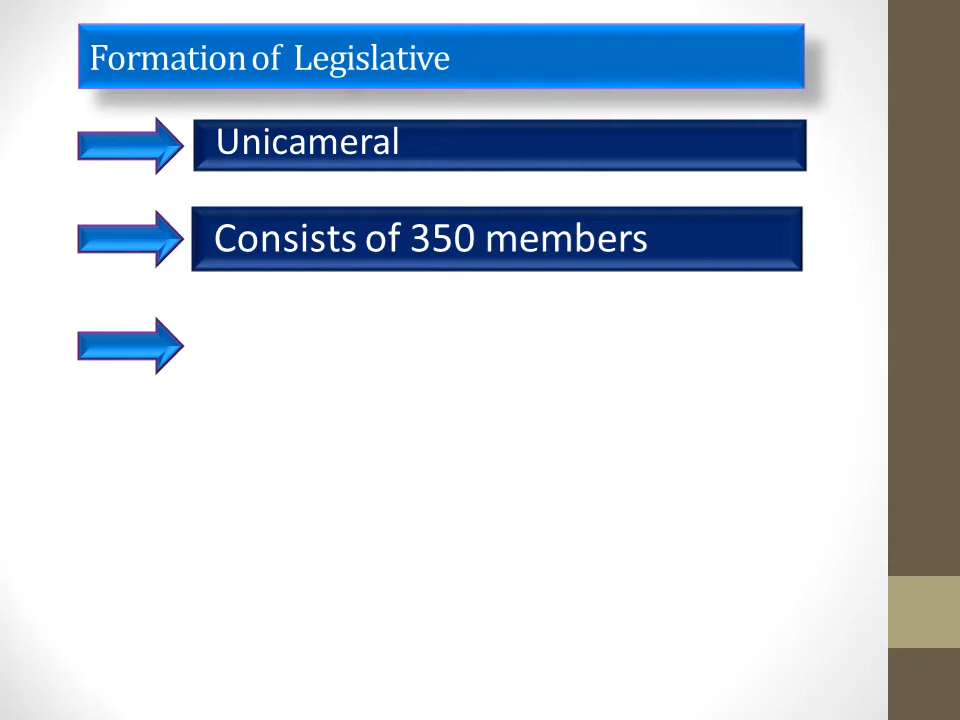 Formation of Legislative
Unicameral
Consists of 350 members